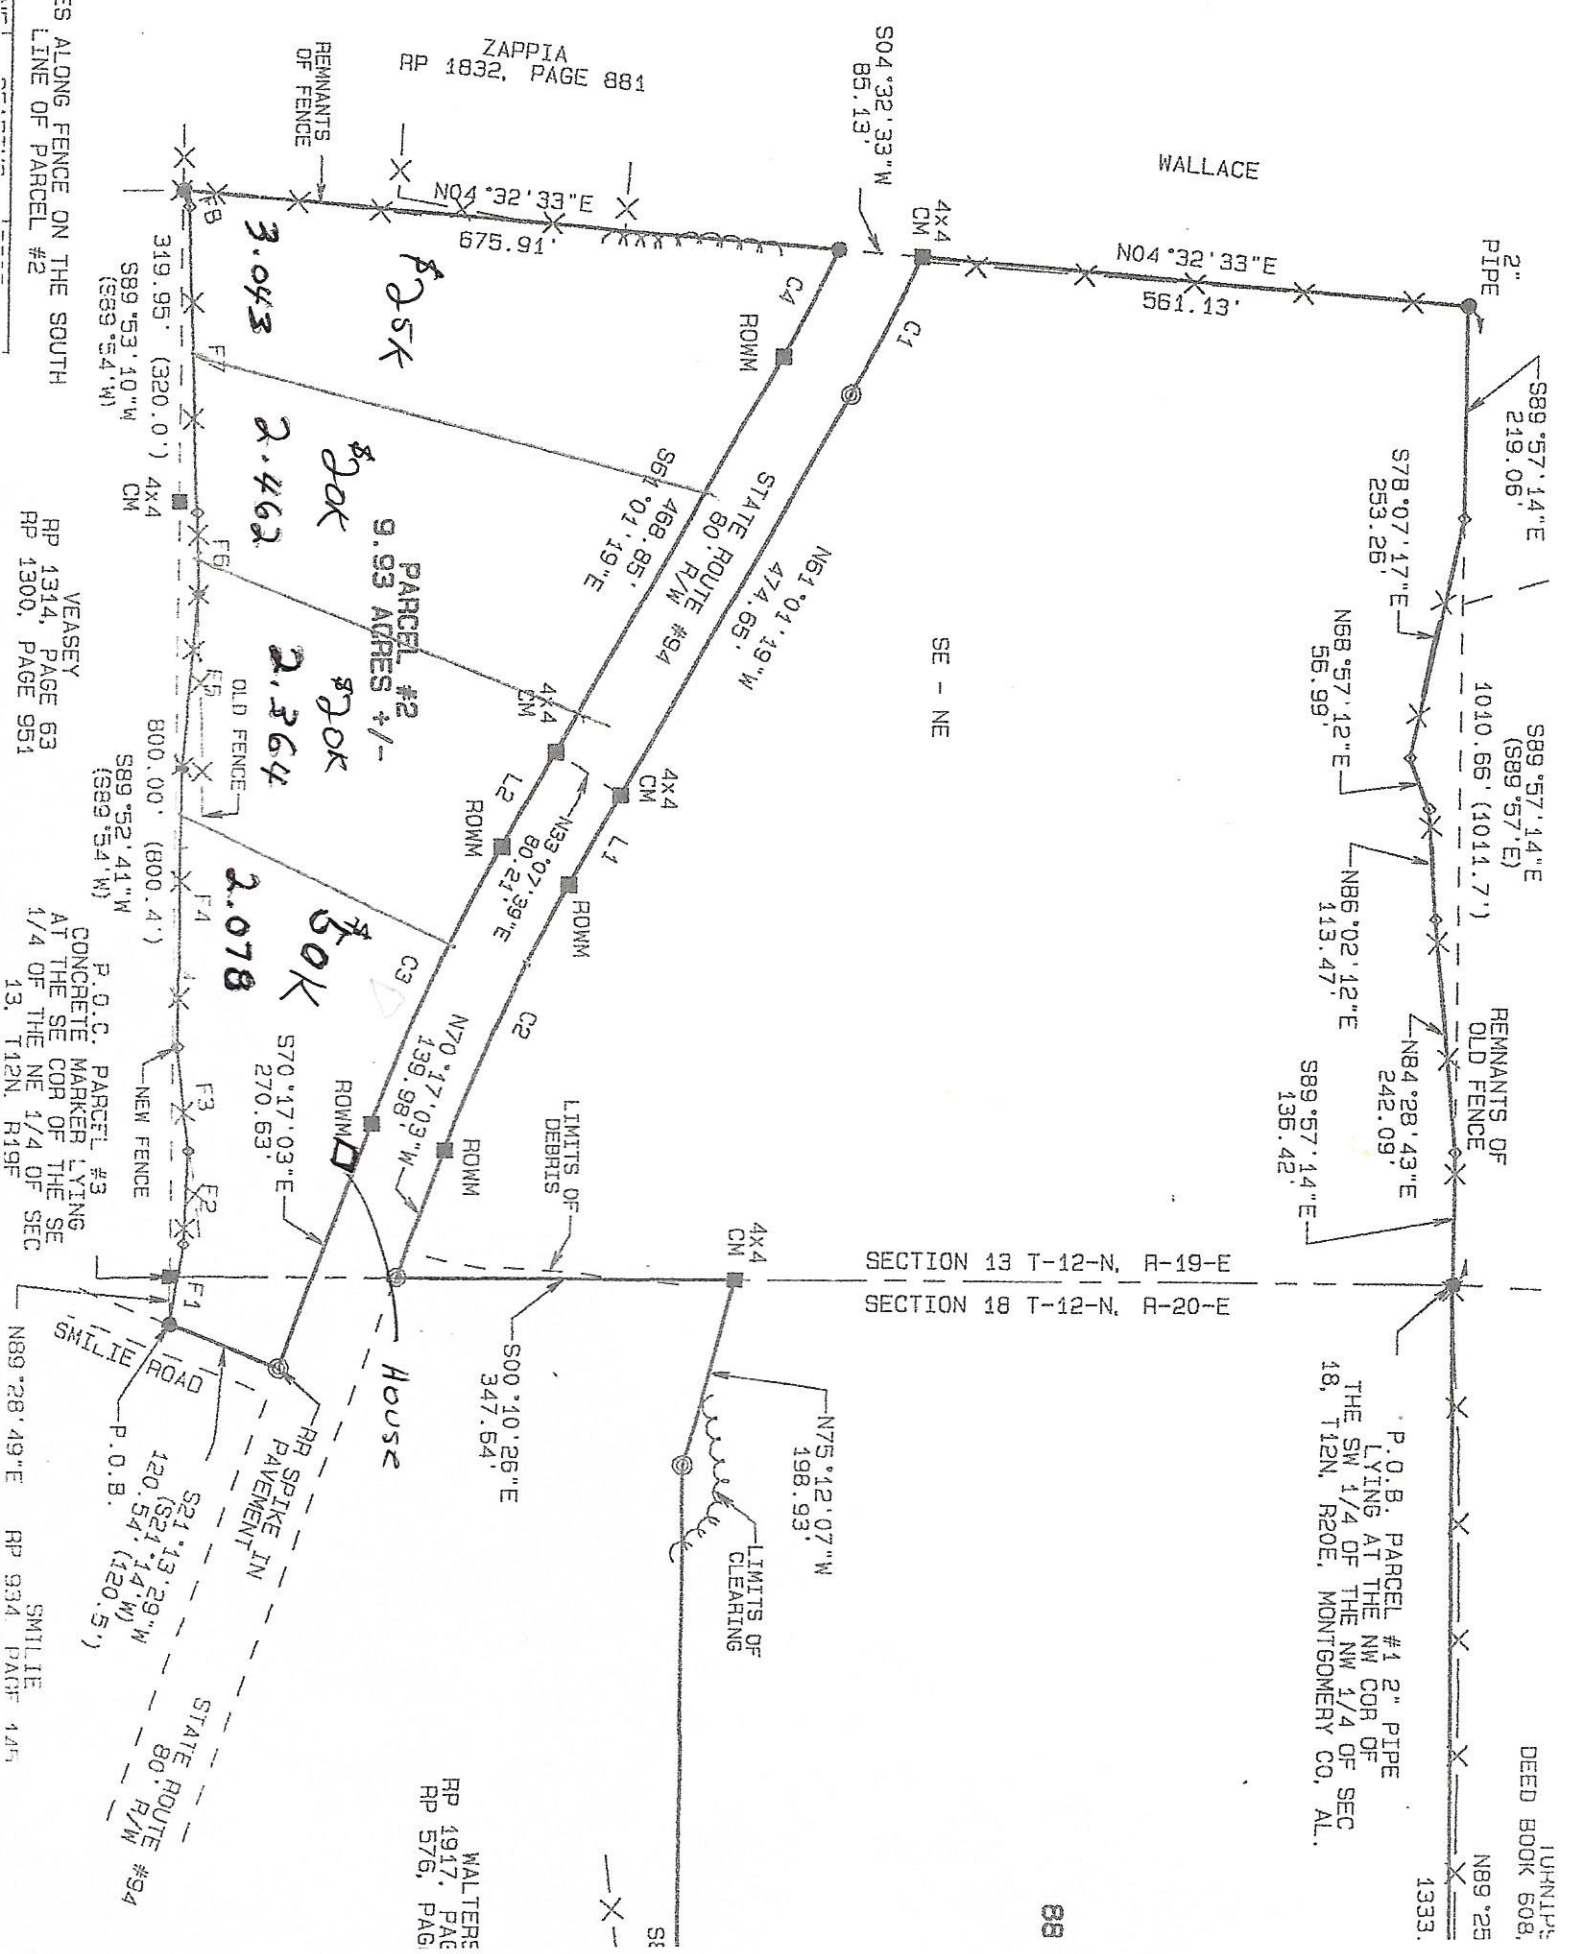 TURNIPS
DEED BOOK 608,
N89°25
1333.
2"
PIPE
S89°57'14"E
219.06'
S78°07'17"E
253.26'
S89°57'14"E
(S89°57'E)
1010.66' (1011.7')
N68°57'12"E
56.99'
N86°02'12"E
113.47'
REMNANTS OF
OLD FENCE
N84°28'43"E
242.09'
S89°57'14"E
136.42'
P.O.B. PARCEL #1 2" PIPE
LYING AT THE NW COR OF
THE SW 1/4 OF THE NW 1/4 OF SEC
18, T12N, R20E, MONTGOMERY CO, AL.
WALLACE
N04°32'33"E
561.13'
4x4
CM
S04°32'33"W
85.13'
C1
SE - NE
88
SECTION 13 T-12-N, R-19-E
SECTION 18 T-12-N, R-20-E
4x4
CM
N75°12'07"W
198.93'
LIMITS OF
CLEARING
SE
N61°01'19"W
474.65'
STATE ROUTE #94
80' R/W
4x4
CM
L1
ROWM
C2
ROWM
LIMITS OF
DEBRIS
S00°10'26"E
347.64'
WALTERS
RP 1917, PAG
RP 576, PAG
ZAPPIA
RP 1832, PAGE 881
REMNANTS
OF FENCE
N04°32'33"E
675.91'
C4
ROWM
468.85'
S61°01'19"E
4x4
CM
L2
ROWM
N33°07'39"E
80.21'
C3
N70°17'03"W
139.98'
ROWM
S70°17'03"E
270.63'
House
RR SPIKE IN
PAVEMENT
$25K
3.043
$20K
2.462
PARCEL #2
9.93 ACRES +/-
$20K
2.364
2.078
OLD FENCE
NEW FENCE
F8
F7
F6
F5
F4
F3
F2
F1
319.95' (320.0')
S89°53'10"W
(S89°54'W)
4x4
CM
800.00' (800.4')
S89°52'41"W
(S89°54'W)
SMILIE ROAD
P.O.B.
S21°13'29"W
(S21°14'W)
120.54' (120.5')
STATE ROUTE #94
80' R/W
P.O.C. PARCEL #3
CONCRETE MARKER LYING
AT THE SE COR OF THE SE
1/4 OF THE NE 1/4 OF SEC
13, T12N, R19E
VEASEY
RP 1314, PAGE 63
RP 1300, PAGE 951
N89°28'49"E
SMILIE
RP 934, PAGE 445
ES ALONG FENCE ON THE SOUTH
LINE OF PARCEL #2